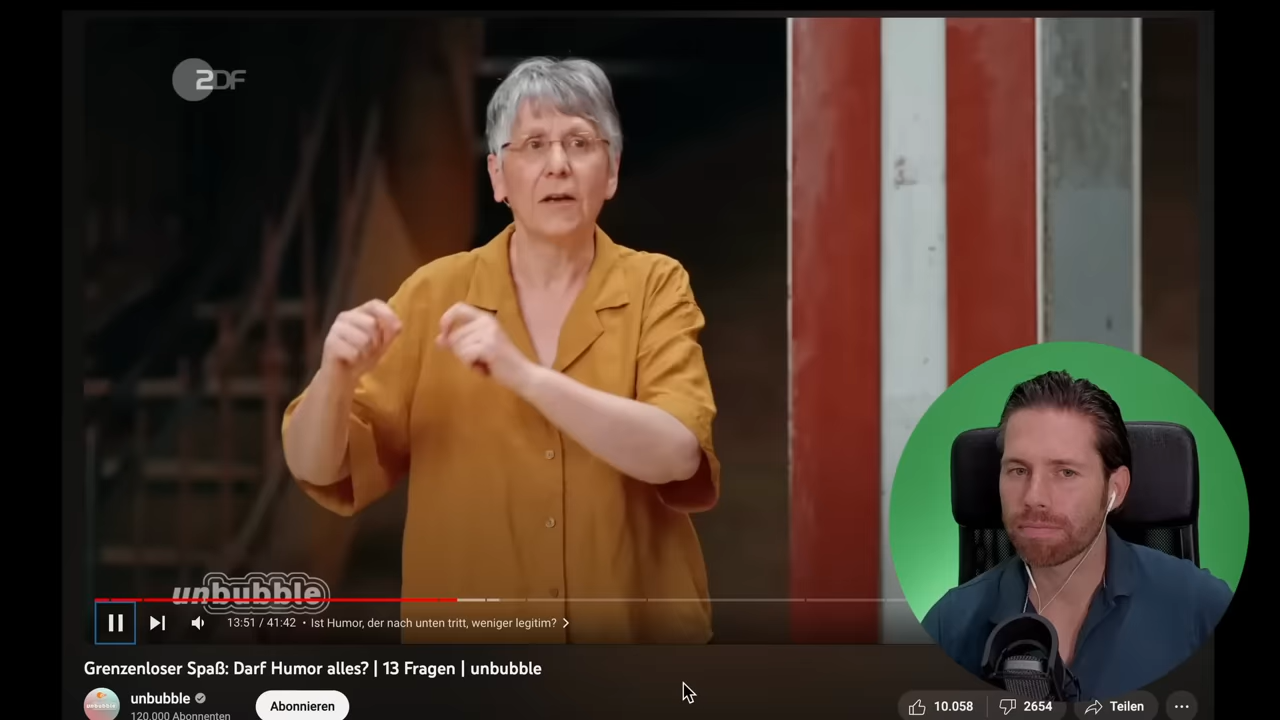 ZDF
unbubble
13:51 / 41:42 • Ist Humor, der nach unten tritt, weniger legitim?
Grenzenloser Spaß: Darf Humor alles? | 13 Fragen | unbubble
unbubble
120.000 Abonnenten
Abonnieren
10.058
2654
Teilen